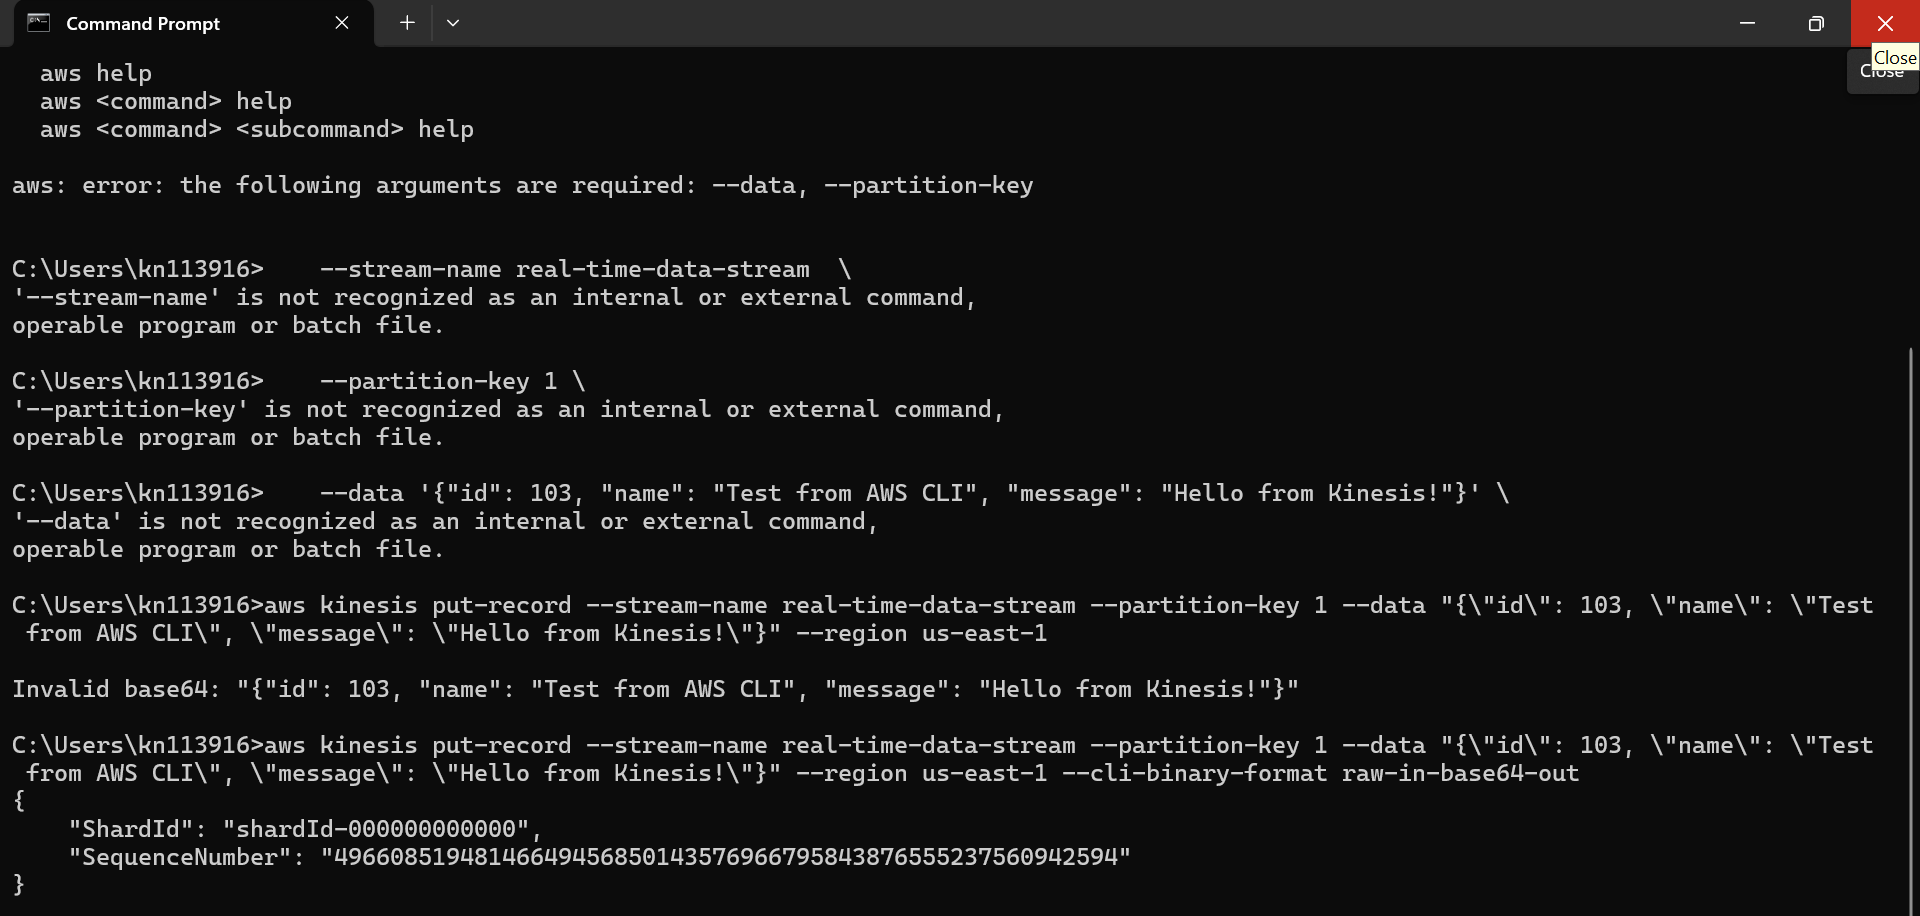 Command Prompt
Close
Close
aws help
aws <command> help
aws <command> <subcommand> help
aws: error: the following arguments are required: --data, --partition-key
C:\Users\kn113916>    --stream-name real-time-data-stream  \
'--stream-name' is not recognized as an internal or external command,
operable program or batch file.
C:\Users\kn113916>    --partition-key 1 \
'--partition-key' is not recognized as an internal or external command,
operable program or batch file.
C:\Users\kn113916>    --data '{"id": 103, "name": "Test from AWS CLI", "message": "Hello from Kinesis!"}' \
'--data' is not recognized as an internal or external command,
operable program or batch file.
C:\Users\kn113916>aws kinesis put-record --stream-name real-time-data-stream --partition-key 1 --data "{\"id\": 103, \"name\": \"Test
 from AWS CLI\", \"message\": \"Hello from Kinesis!\"}" --region us-east-1
Invalid base64: "{"id": 103, "name": "Test from AWS CLI", "message": "Hello from Kinesis!"}"
C:\Users\kn113916>aws kinesis put-record --stream-name real-time-data-stream --partition-key 1 --data "{\"id\": 103, \"name\": \"Test
 from AWS CLI\", \"message\": \"Hello from Kinesis!\"}" --region us-east-1 --cli-binary-format raw-in-base64-out
{
    "ShardId": "shardId-000000000000",
    "SequenceNumber": "49660851948146649456850143576966795843876555237560942594"
}